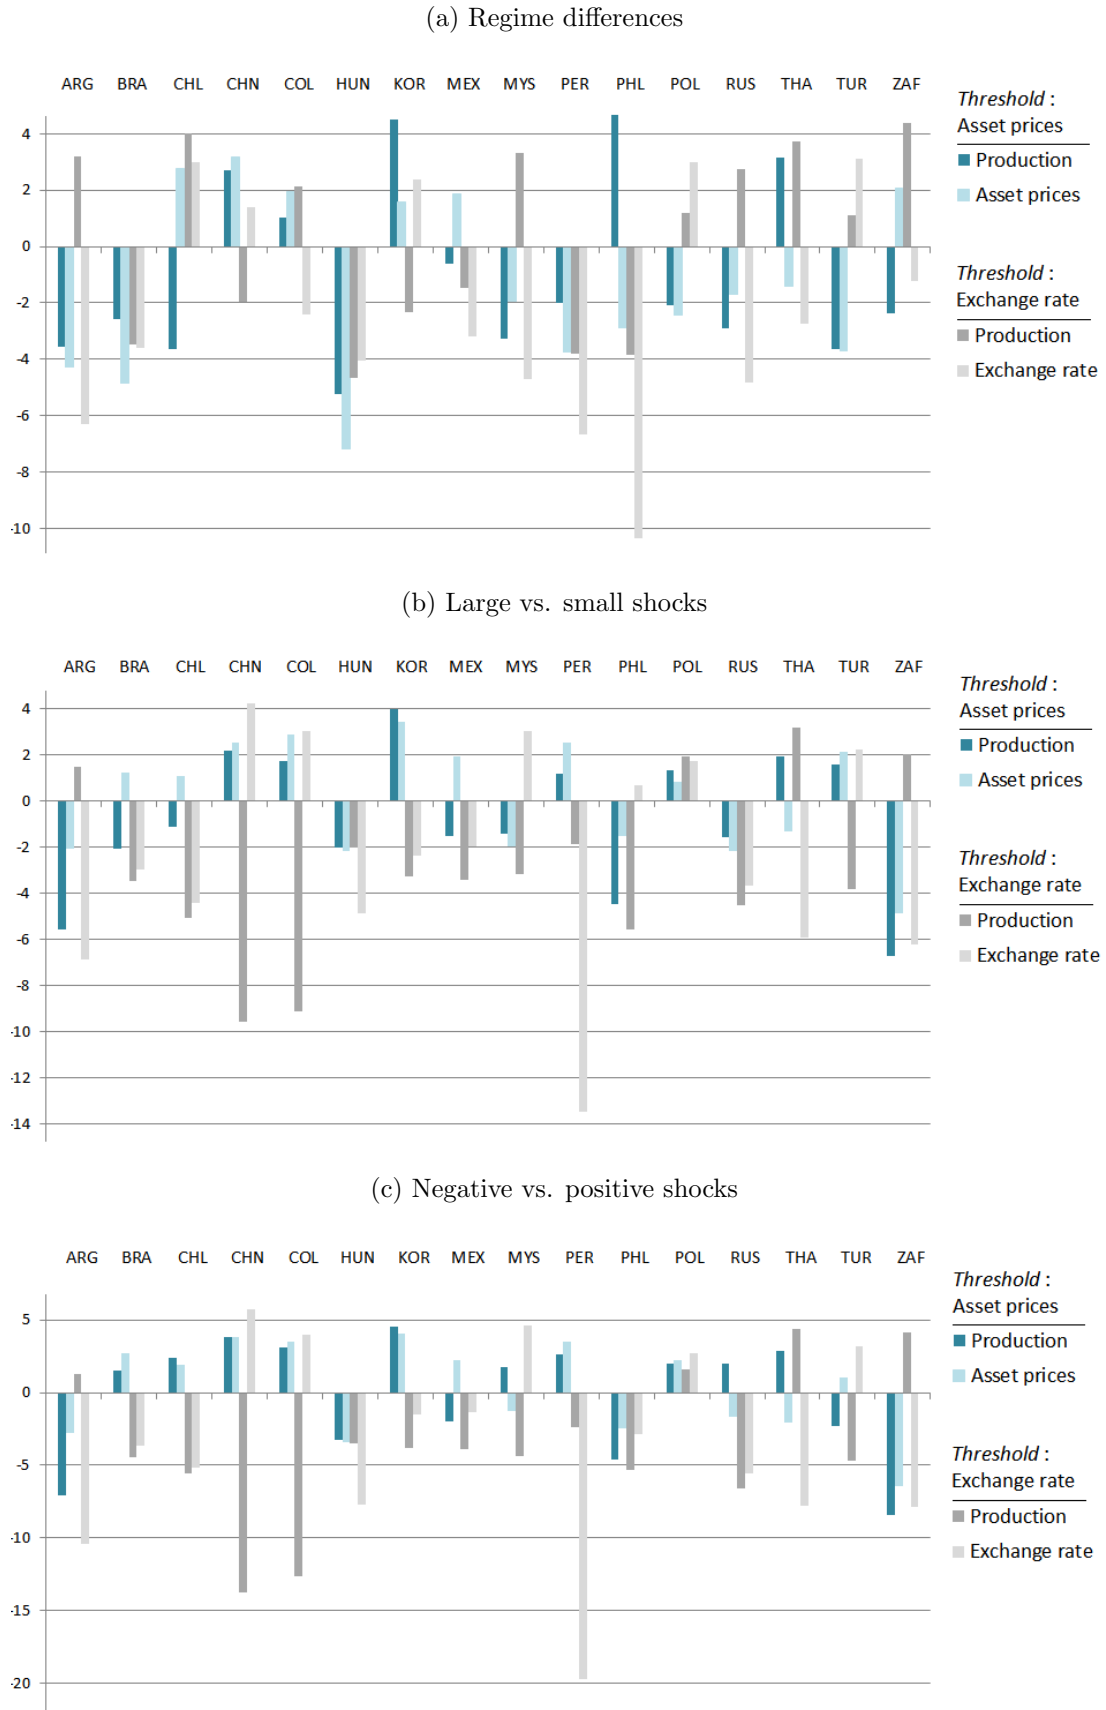 (a) Regime differences
ARG BRA CHL CHN COL HUN KOR MEX MYS PER PHL POL RUS THA TUR ZAF
4
2
0
-2
-4
-6
-8
-10
Threshold :
Asset prices
Production
Asset prices
Threshold :
Exchange rate
Production
Exchange rate
(b) Large vs. small shocks
ARG BRA CHL CHN COL HUN KOR MEX MYS PER PHL POL RUS THA TUR ZAF
4
2
0
-2
-4
-6
-8
-10
-12
-14
Threshold :
Asset prices
Production
Asset prices
Threshold :
Exchange rate
Production
Exchange rate
(c) Negative vs. positive shocks
ARG BRA CHL CHN COL HUN KOR MEX MYS PER PHL POL RUS THA TUR ZAF
5
0
-5
-10
-15
-20
Threshold :
Asset prices
Production
Asset prices
Threshold :
Exchange rate
Production
Exchange rate